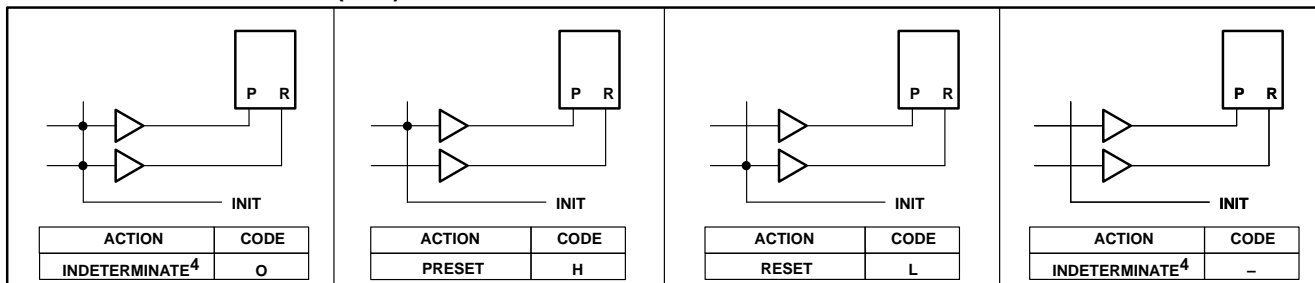 P R
INIT
ACTION CODE
INDETERMINATE4 O
P R
INIT
ACTION CODE
PRESET H
P R
INIT
ACTION CODE
RESET L
P R
INIT
ACTION CODE
INDETERMINATE4 –